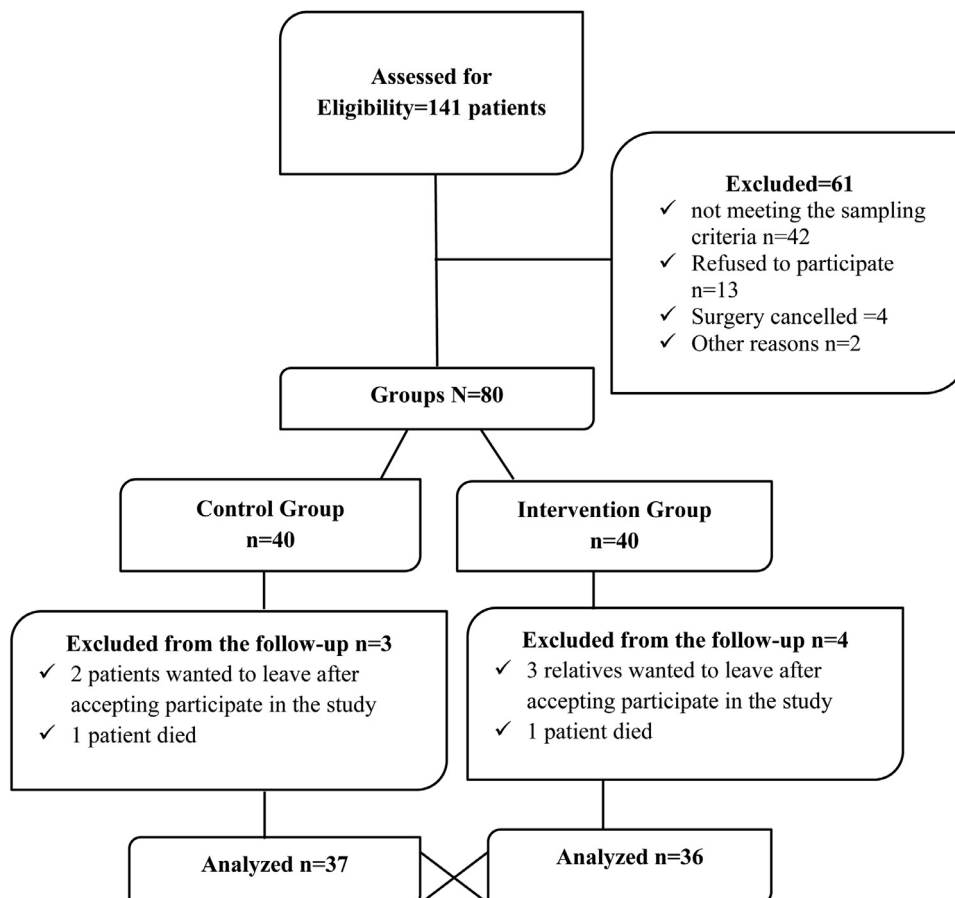 Assessed for
Eligibility=141 patients
Excluded=61
✓ not meeting the sampling
criteria n=42
✓ Refused to participate
n=13
✓ Surgery cancelled =4
✓ Other reasons n=2
Groups N=80
Control Group
n=40
Intervention Group
n=40
Excluded from the follow-up n=3
✓ 2 patients wanted to leave after
accepting participate in the study
✓ 1 patient died
Excluded from the follow-up n=4
✓ 3 relatives wanted to leave after
accepting participate in the study
✓ 1 patient died
Analyzed n=37
Analyzed n=36